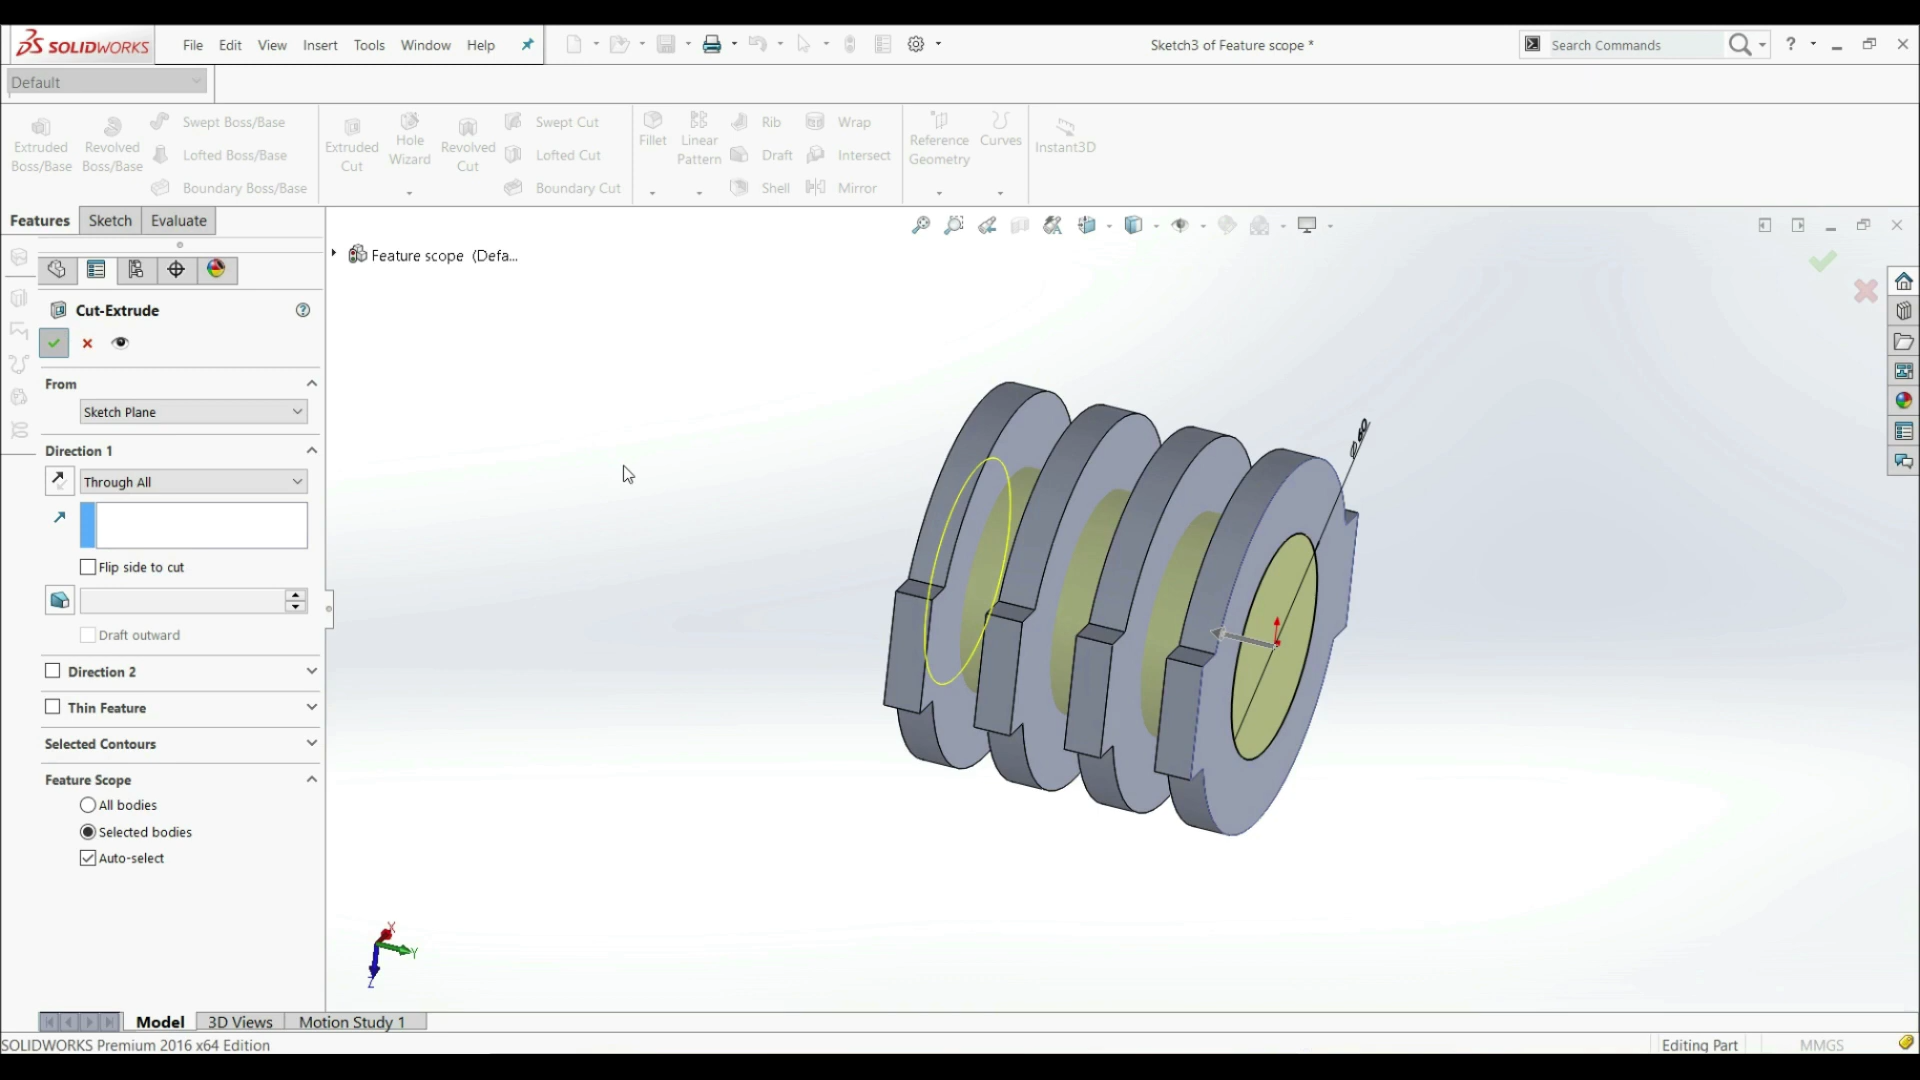 SOLIDWORKS
File Edit View Insert Tools Window Help
Sketch3 of Feature scope *
Search Commands
?
Default
Extruded Boss/Base
Revolved Boss/Base
Swept Boss/Base
Lofted Boss/Base
Boundary Boss/Base
Extruded Cut
Hole Wizard
Revolved Cut
Swept Cut
Lofted Cut
Boundary Cut
Fillet
Linear Pattern
Rib
Draft
Shell
Wrap
Intersect
Mirror
Reference Geometry
Curves
Instant3D
Features Sketch Evaluate
Feature scope (Defa...
Cut-Extrude
?
From
Sketch Plane
Direction 1
Through All
Flip side to cut
Draft outward
Direction 2
Thin Feature
Selected Contours
Feature Scope
All bodies
Selected bodies
Auto-select
X
Y
Z
Model 3D Views Motion Study 1
SOLIDWORKS Premium 2016 x64 Edition
Editing Part
MMGS